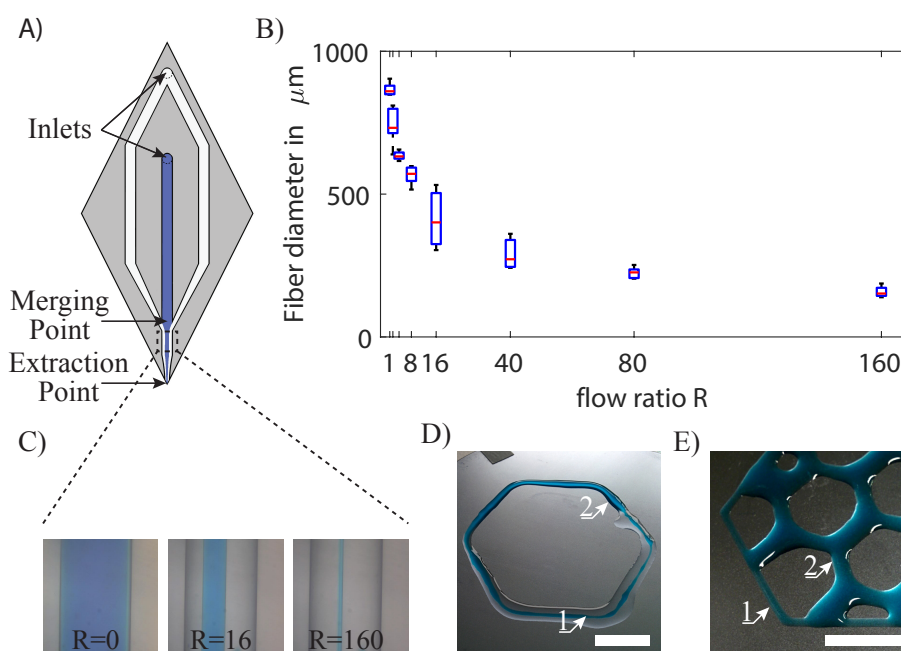 A)
Inlets
Merging
Point
Extraction
Point
B)
Fiber diameter in μm
1000
500
0
1 8 16 40 80 160
flow ratio R
C)
R=0 R=16 R=160
D)
2
1
E)
2
1